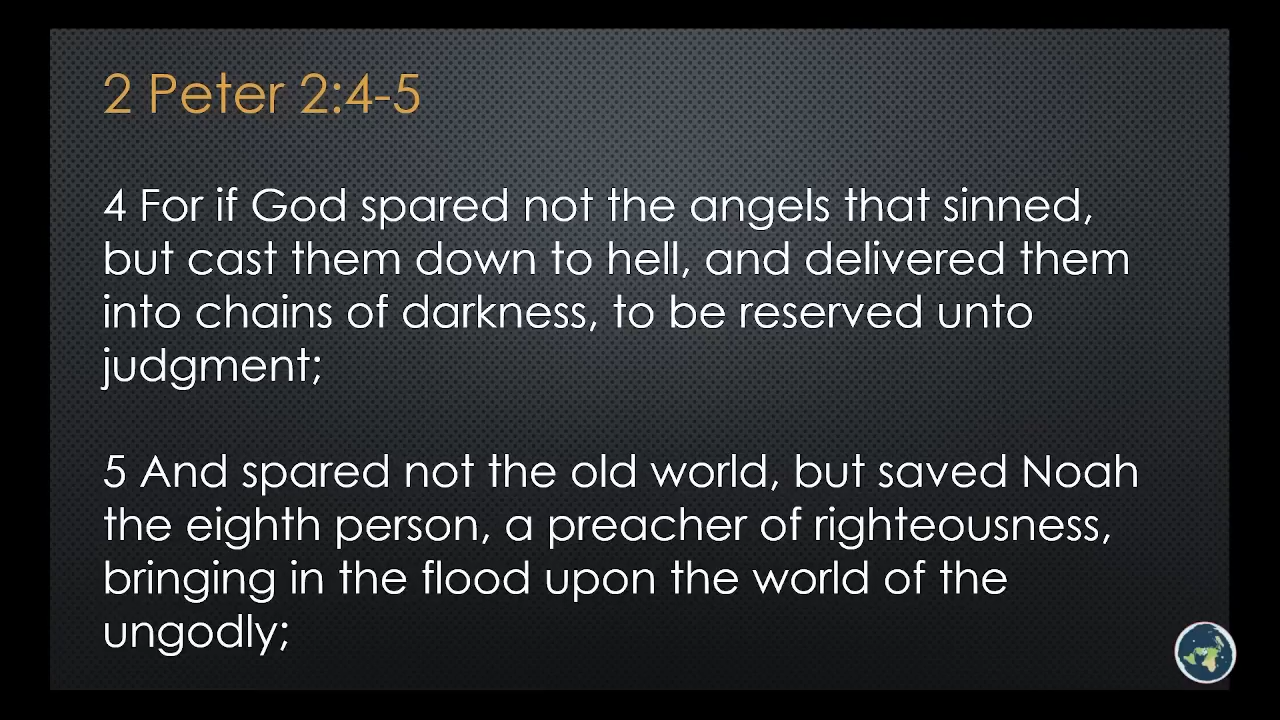 2 Peter 2:4-5
4 For if God spared not the angels that sinned,
but cast them down to hell, and delivered them
into chains of darkness, to be reserved unto
judgment;
5 And spared not the old world, but saved Noah
the eighth person, a preacher of righteousness,
bringing in the flood upon the world of the
ungodly;